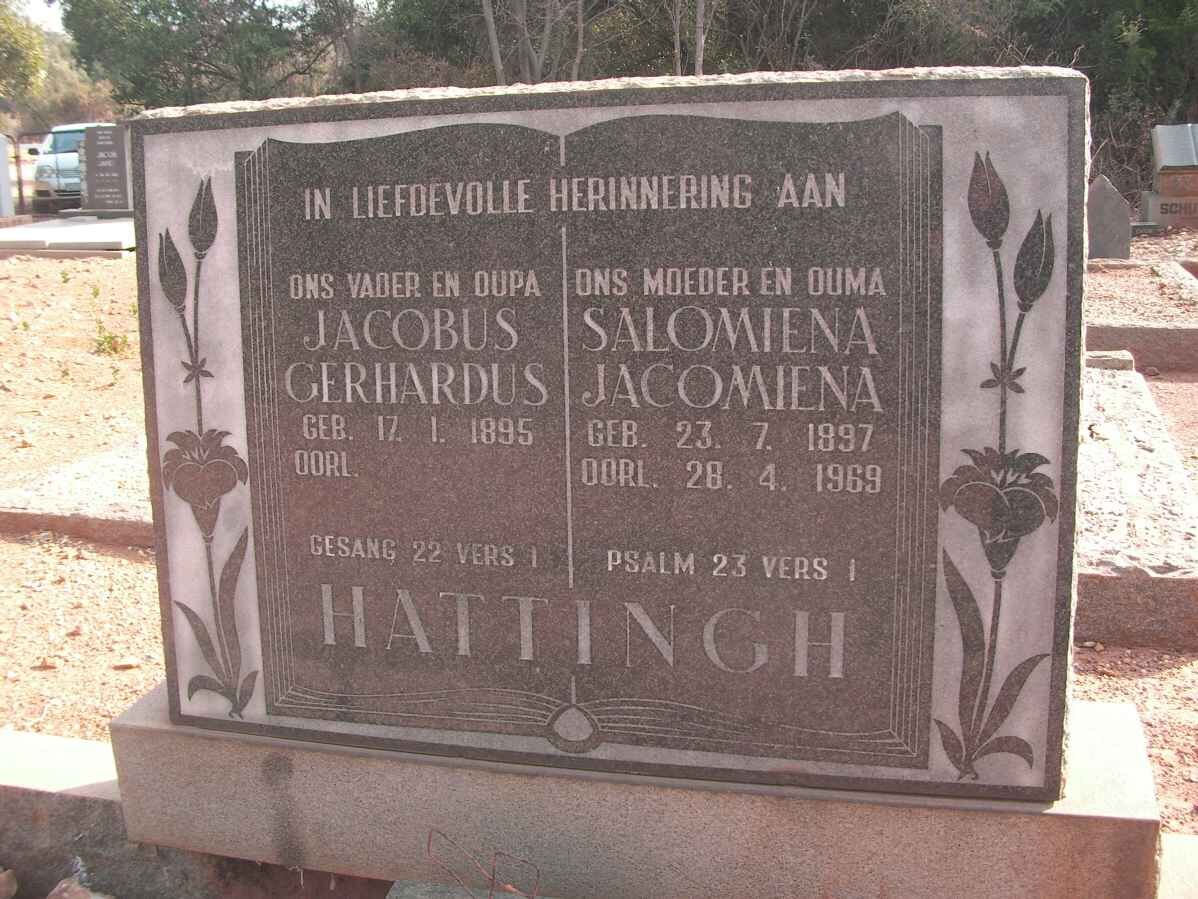 IN LIEFDEVOLLE HERINNERING AAN
ONS VADER EN OUPA
JACOBUS
GERHARDUS
GEB. 17. 1. 1895
OORL.
GESANG 22 VERS 1
ONS MOEDER EN OUMA
SALOMIENA
JACOMIENA
GEB. 23. 7. 1897
OORL. 28. 4. 1969
PSALM 23 VERS 1
HATTINGH
JACOB